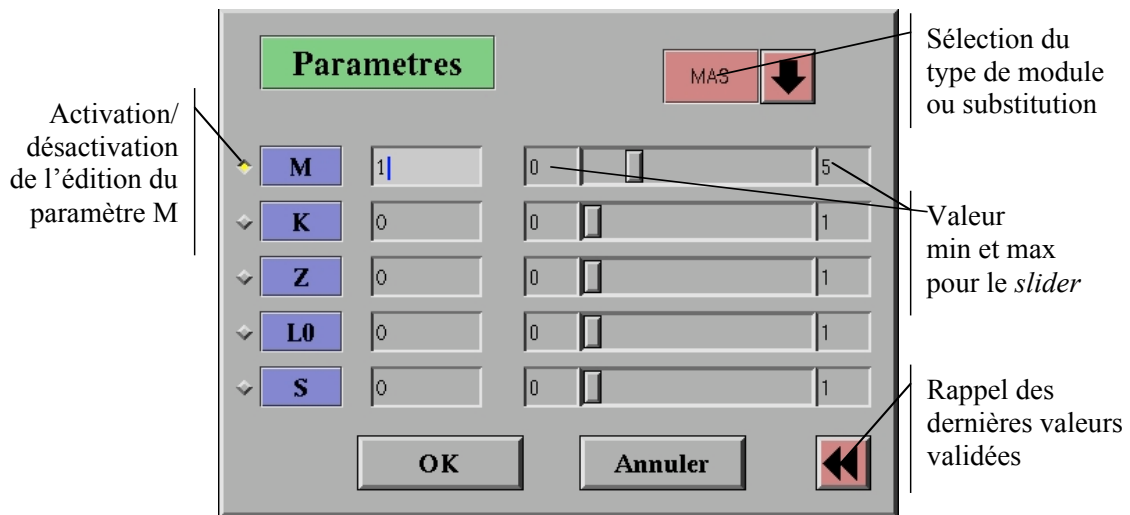 Parametres
MAS
Sélection du
type de module
ou substitution
Activation/
désactivation
de l'édition du
paramètre M
M 1 0 5
K 0 0 1
Z 0 0 1
L0 0 0 1
S 0 0 1
Valeur
min et max
pour le slider
OK Annuler
Rappel des
dernières valeurs
validées